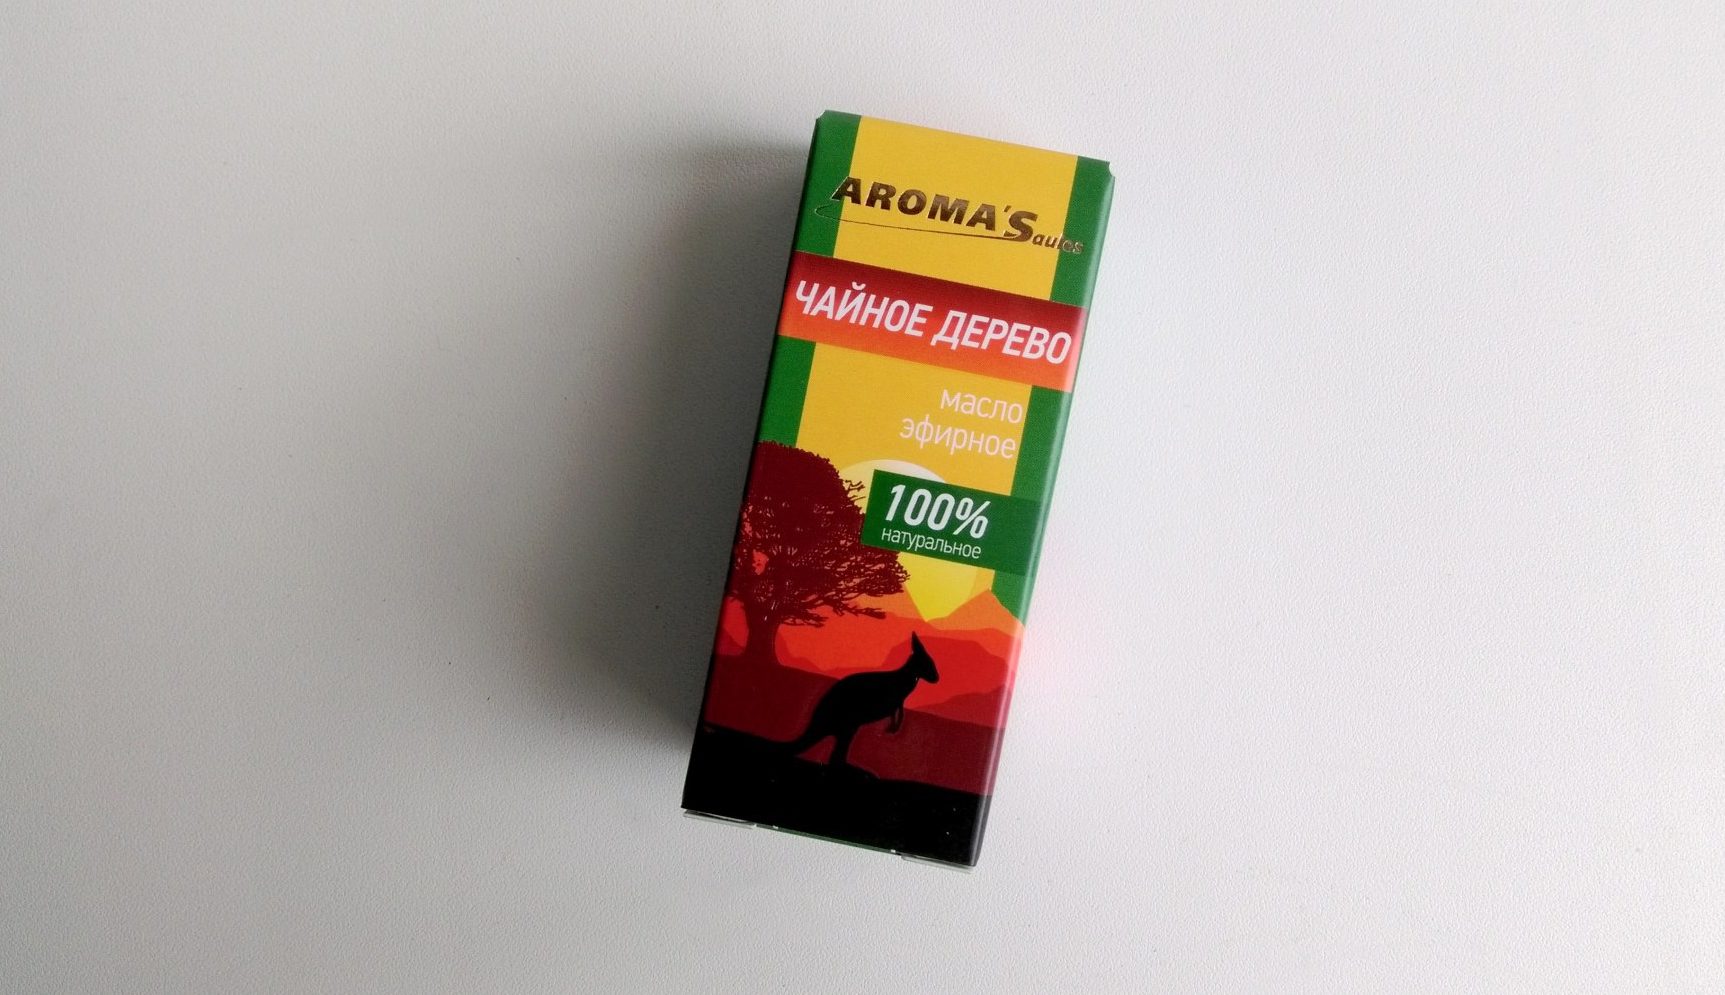 AROMA'Saules
ЧАЙНОЕ ДЕРЕВО
масло
эфирное
100%
натуральное